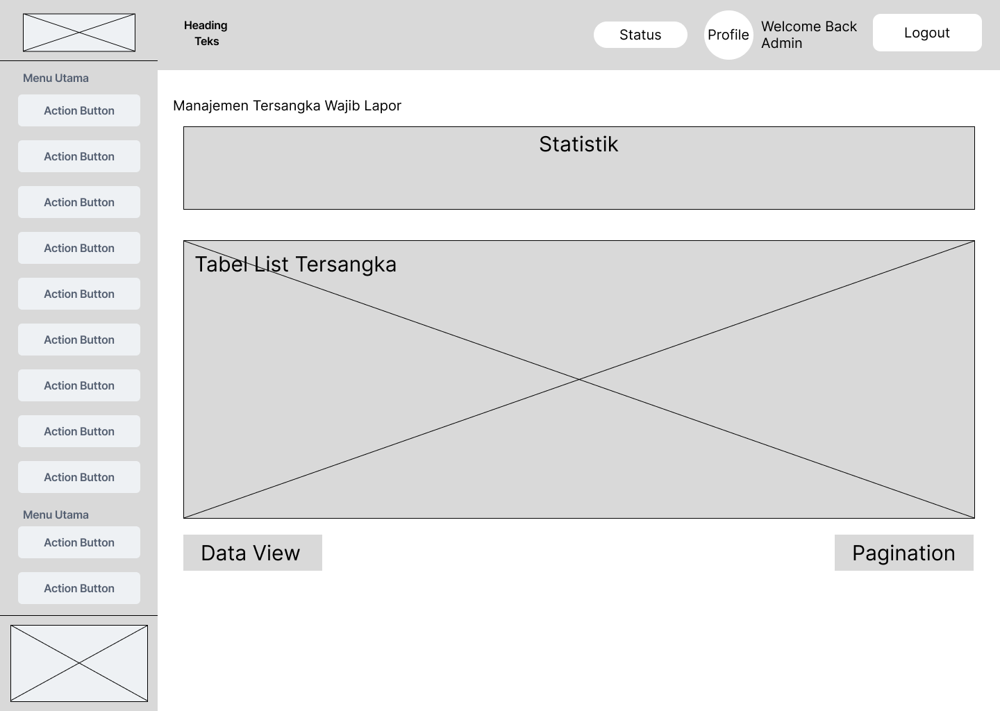 Heading
Teks
Status
Profile
Welcome Back
Admin
Logout
Menu Utama
Action Button
Action Button
Action Button
Action Button
Action Button
Action Button
Action Button
Action Button
Action Button
Menu Utama
Action Button
Action Button
Manajemen Tersangka Wajib Lapor
Statistik
Tabel List Tersangka
Data View
Pagination